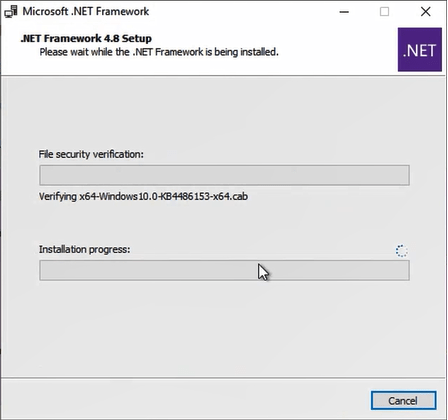 Microsoft .NET Framework
.NET Framework 4.8 Setup
Please wait while the .NET Framework is being installed.
.NET
File security verification:
Verifying x64-Windows10.0-KB4486153-x64.cab
Installation progress:
Cancel